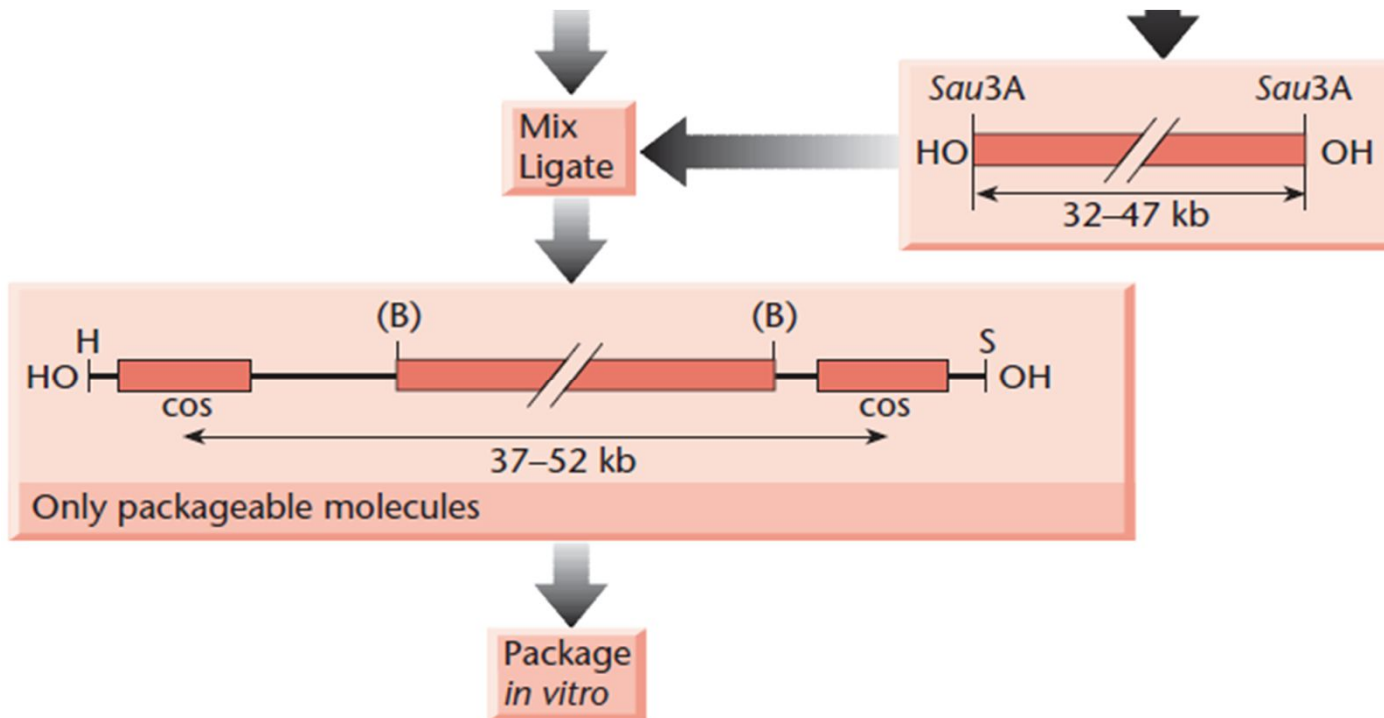 Mix
Ligate
Sau3A Sau3A
HO OH
32–47 kb
(B) (B)
H S
HO OH
cos cos
37–52 kb
Only packageable molecules
Package
in vitro